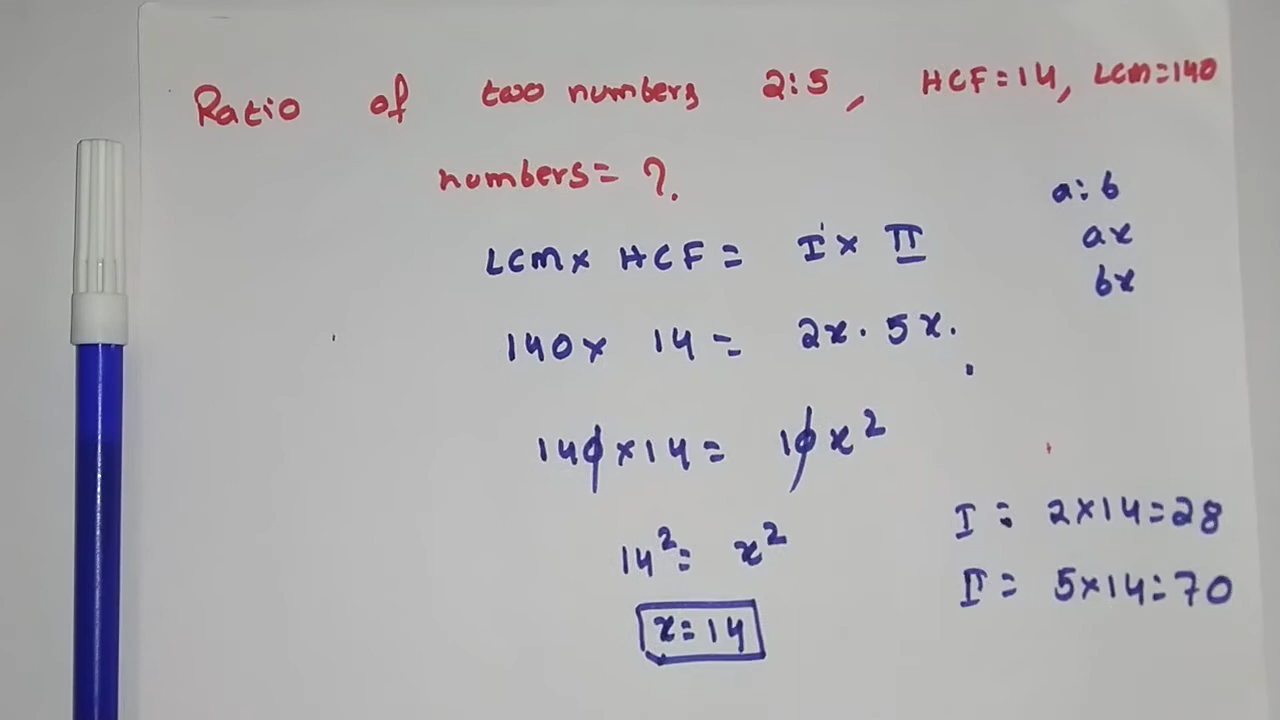 Ratio of two numbers 2:5, HCF=14, LCM=140
numbers= ?.
a:b
ax
bx
LCM× HCF= I× II
140× 14= 2x. 5x.
140×14= 10x²
14²= x²
x=14
I= 2×14=28
II= 5×14=70